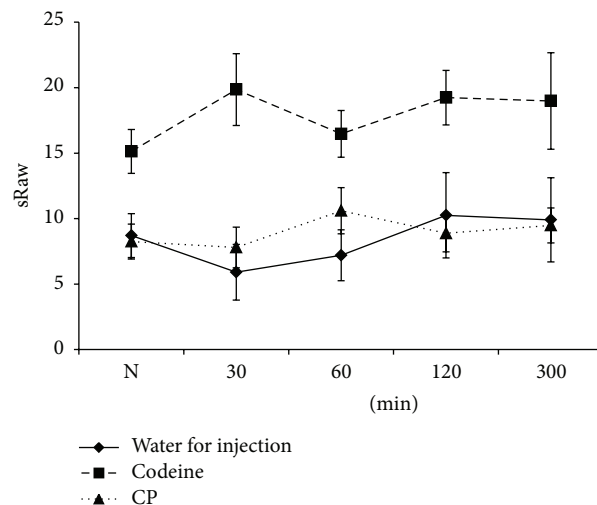 25
20
15
10
5
0
sRaw
N 30 60 120 300
(min)
Water for injection
Codeine
CP